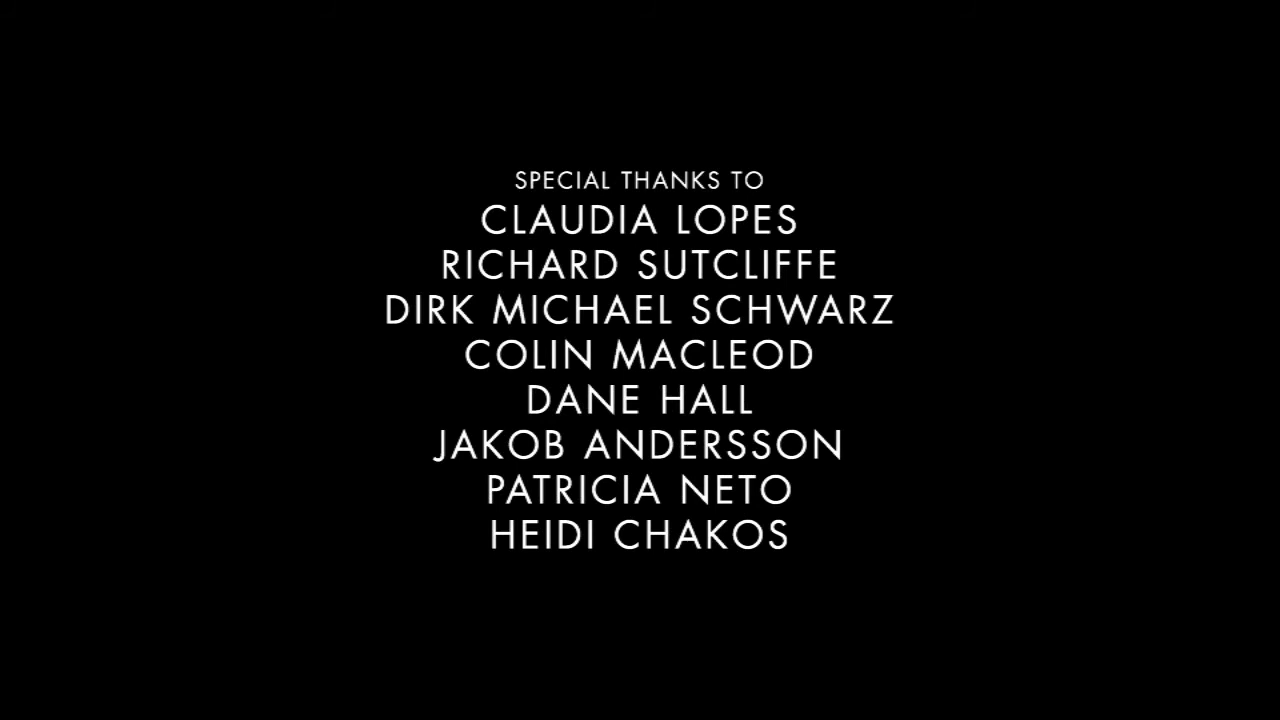 SPECIAL THANKS TO
CLAUDIA LOPES
RICHARD SUTCLIFFE
DIRK MICHAEL SCHWARZ
COLIN MACLEOD
DANE HALL
JAKOB ANDERSSON
PATRICIA NETO
HEIDI CHAKOS